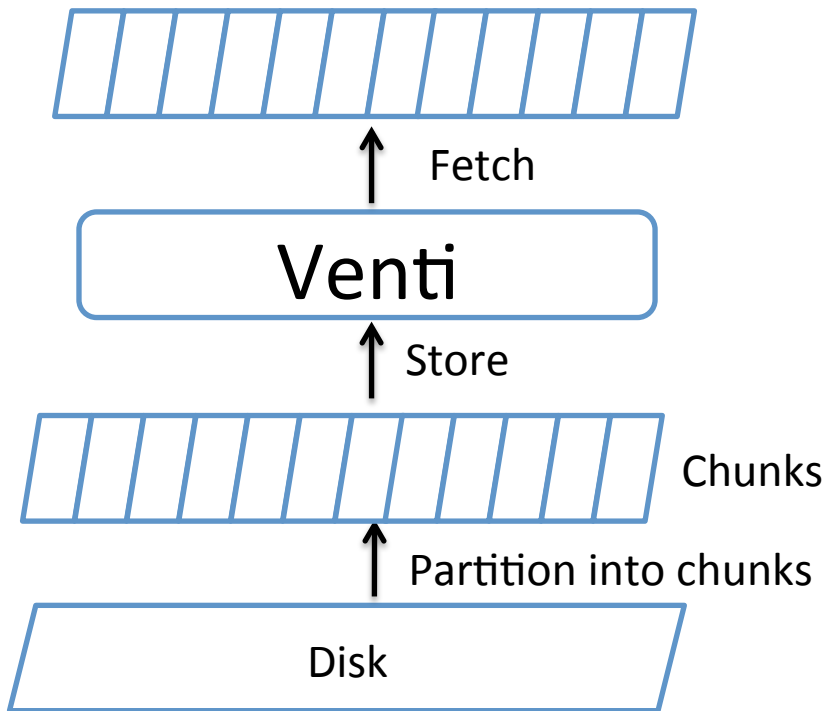 Fetch
Venti
Store
Chunks
Partition into chunks
Disk